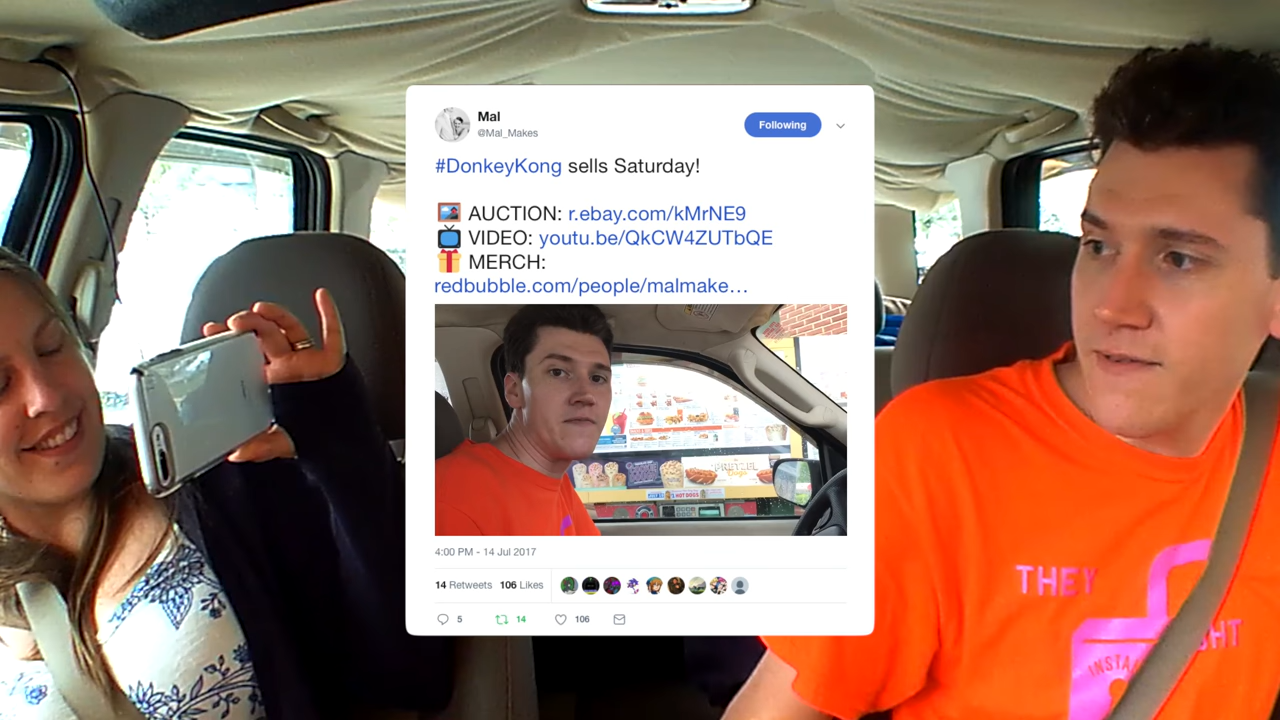 Mal
@Mal_Makes
Following
#DonkeyKong sells Saturday!
AUCTION: r.ebay.com/kMrNE9
VIDEO: youtu.be/QkCW4ZUTbQE
MERCH:
redbubble.com/people/malmake…
PRETZEL
Dogs
HOT DOGS
4:00 PM - 14 Jul 2017
14 Retweets 106 Likes
5 14 106
THEY